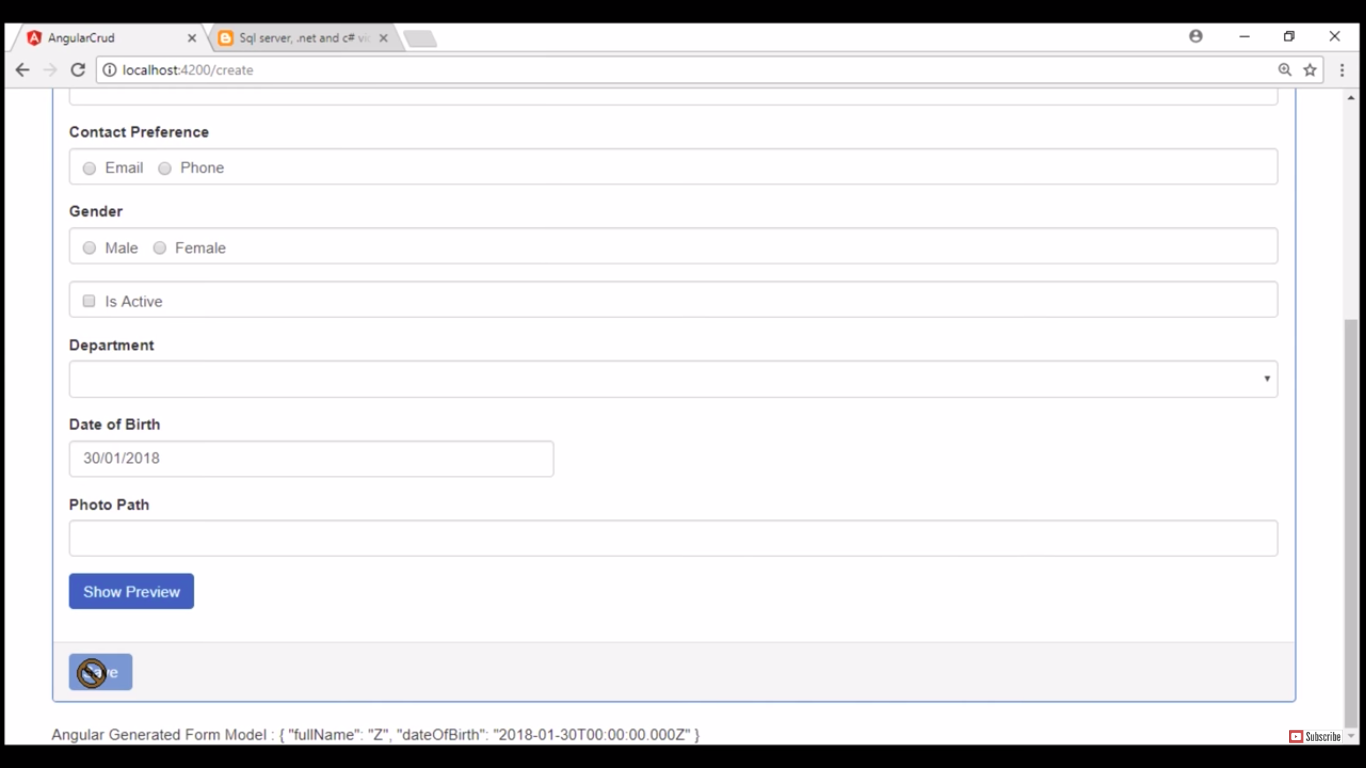 AngularCrud
Sql server, .net and c# vi
localhost:4200/create
Contact Preference
Email Phone
Gender
Male Female
Is Active
Department
Date of Birth
30/01/2018
Photo Path
Show Preview
Angular Generated Form Model : { "fullName": "Z", "dateOfBirth": "2018-01-30T00:00:00.000Z" }
Subscribe